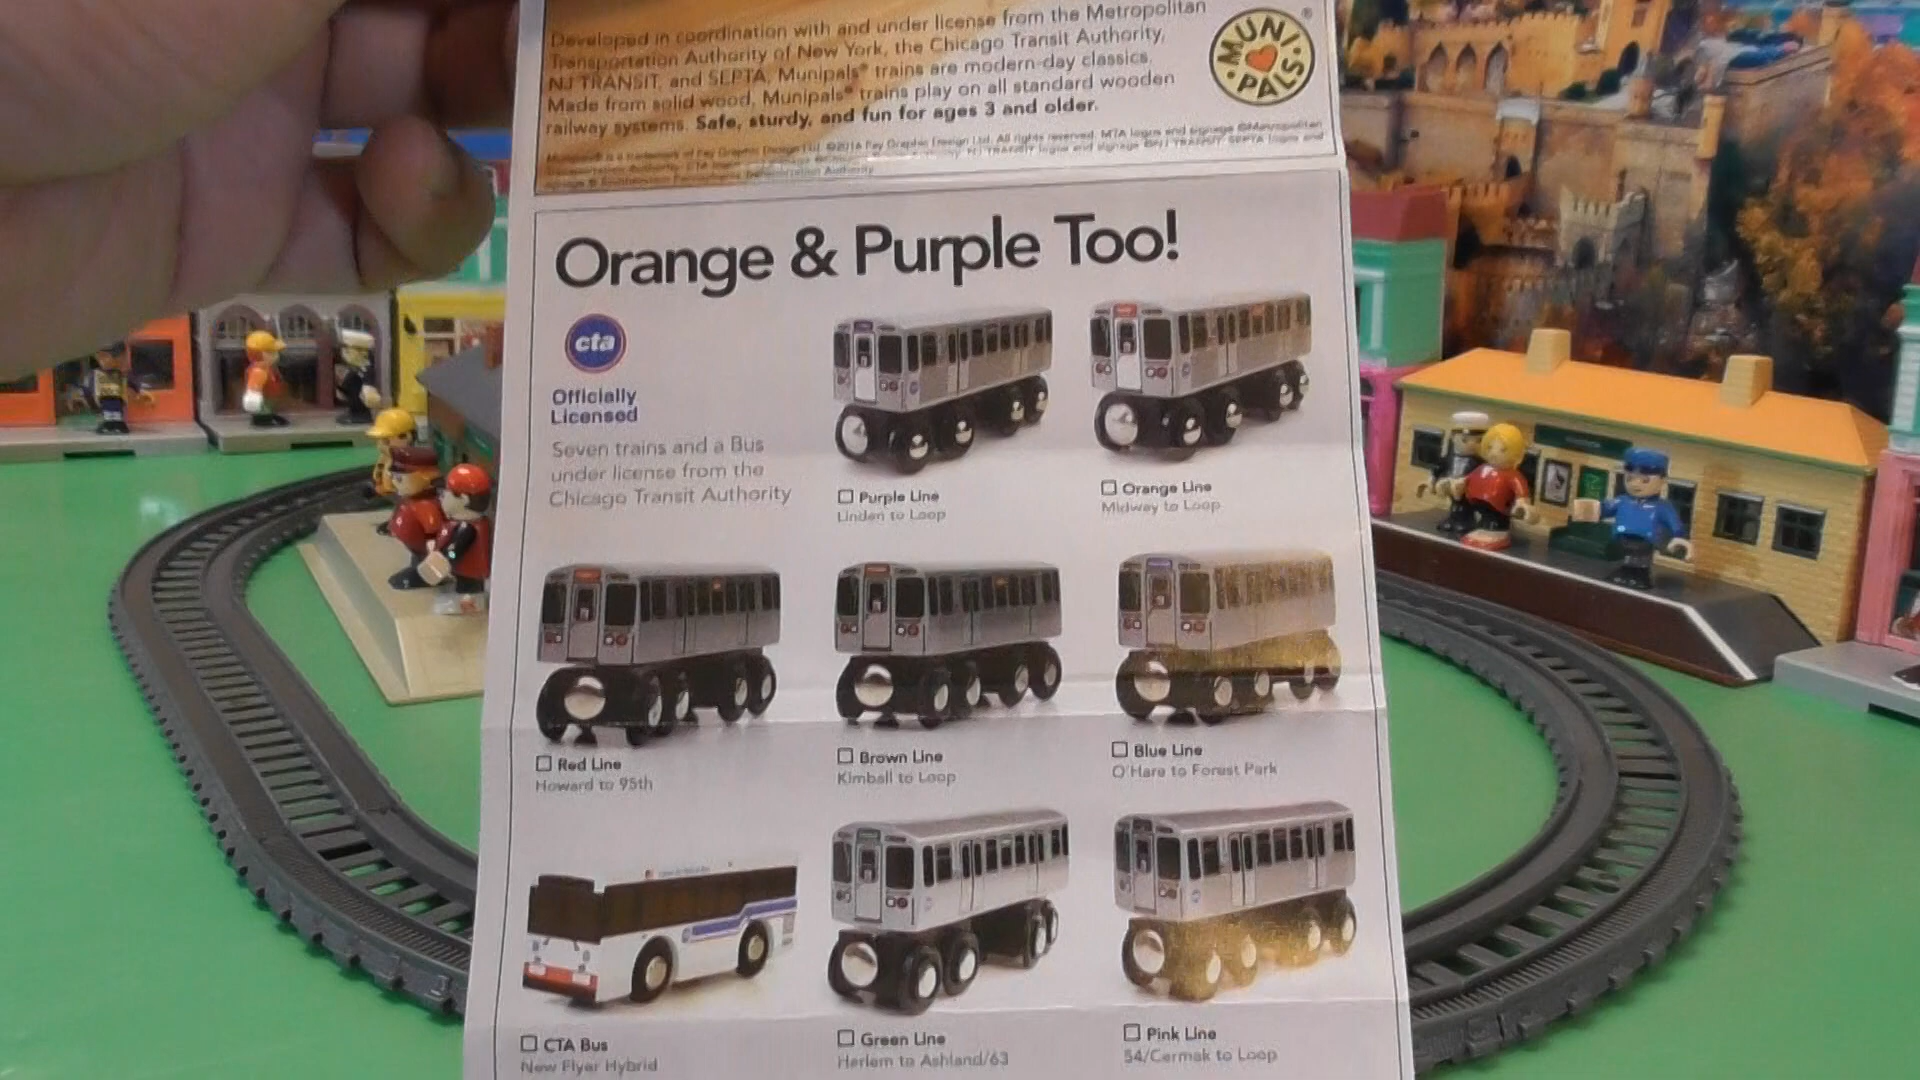 Developed in coordination with and under license from the Metropolitan
Transportation Authority of New York, the Chicago Transit Authority,
NJ TRANSIT, and SEPTA, Munipals® trains are modern-day classics.
Made from solid wood, Munipals® trains play on all standard wooden
railway systems. Safe, sturdy, and fun for ages 3 and older.
MUNI PALS ®
Orange & Purple Too!
cta
Officially
Licensed
Seven trains and a Bus
under license from the
Chicago Transit Authority
Purple Line
Linden to Loop
Orange Line
Midway to Loop
Red Line
Howard to 95th
Brown Line
Kimball to Loop
Blue Line
O'Hare to Forest Park
CTA Bus
New Flyer Hybrid
Green Line
Harlem to Ashland/63
Pink Line
54/Cermak to Loop